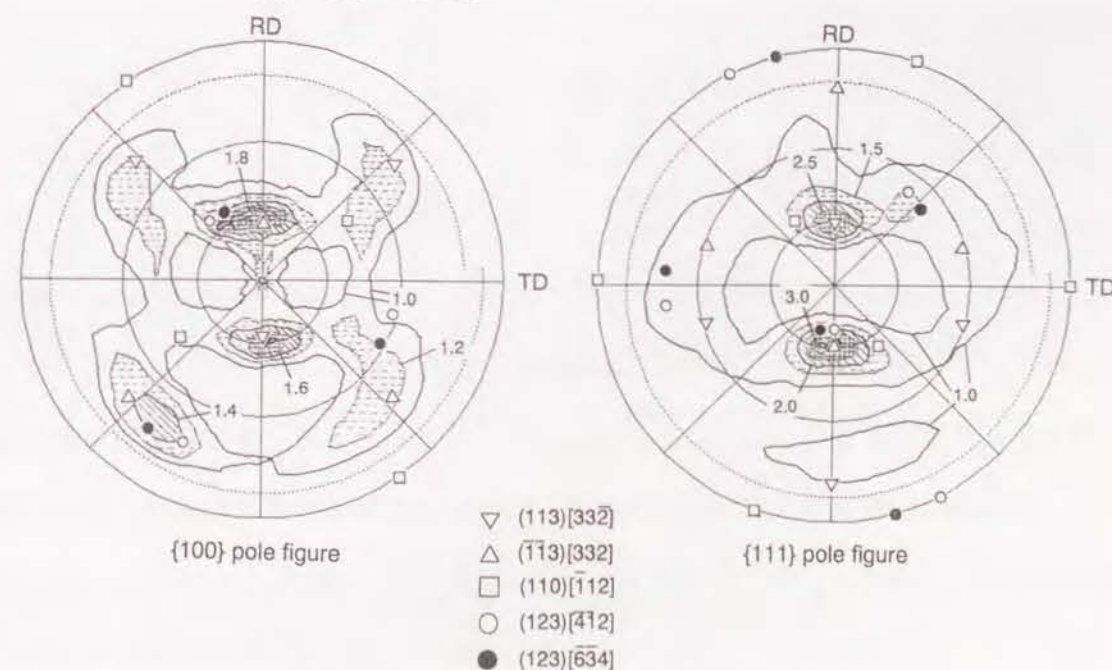 RD
TD
1.8
1.0
1.2
1.6
1.4
{100} pole figure
RD
TD
2.5
1.5
3.0
2.0
1.0
{111} pole figure
(113)[332̅]
(1̅1̅3)[332]
(110)[1̅12]
(123)[4̅1̅2]
(123)[6̅3̅4]